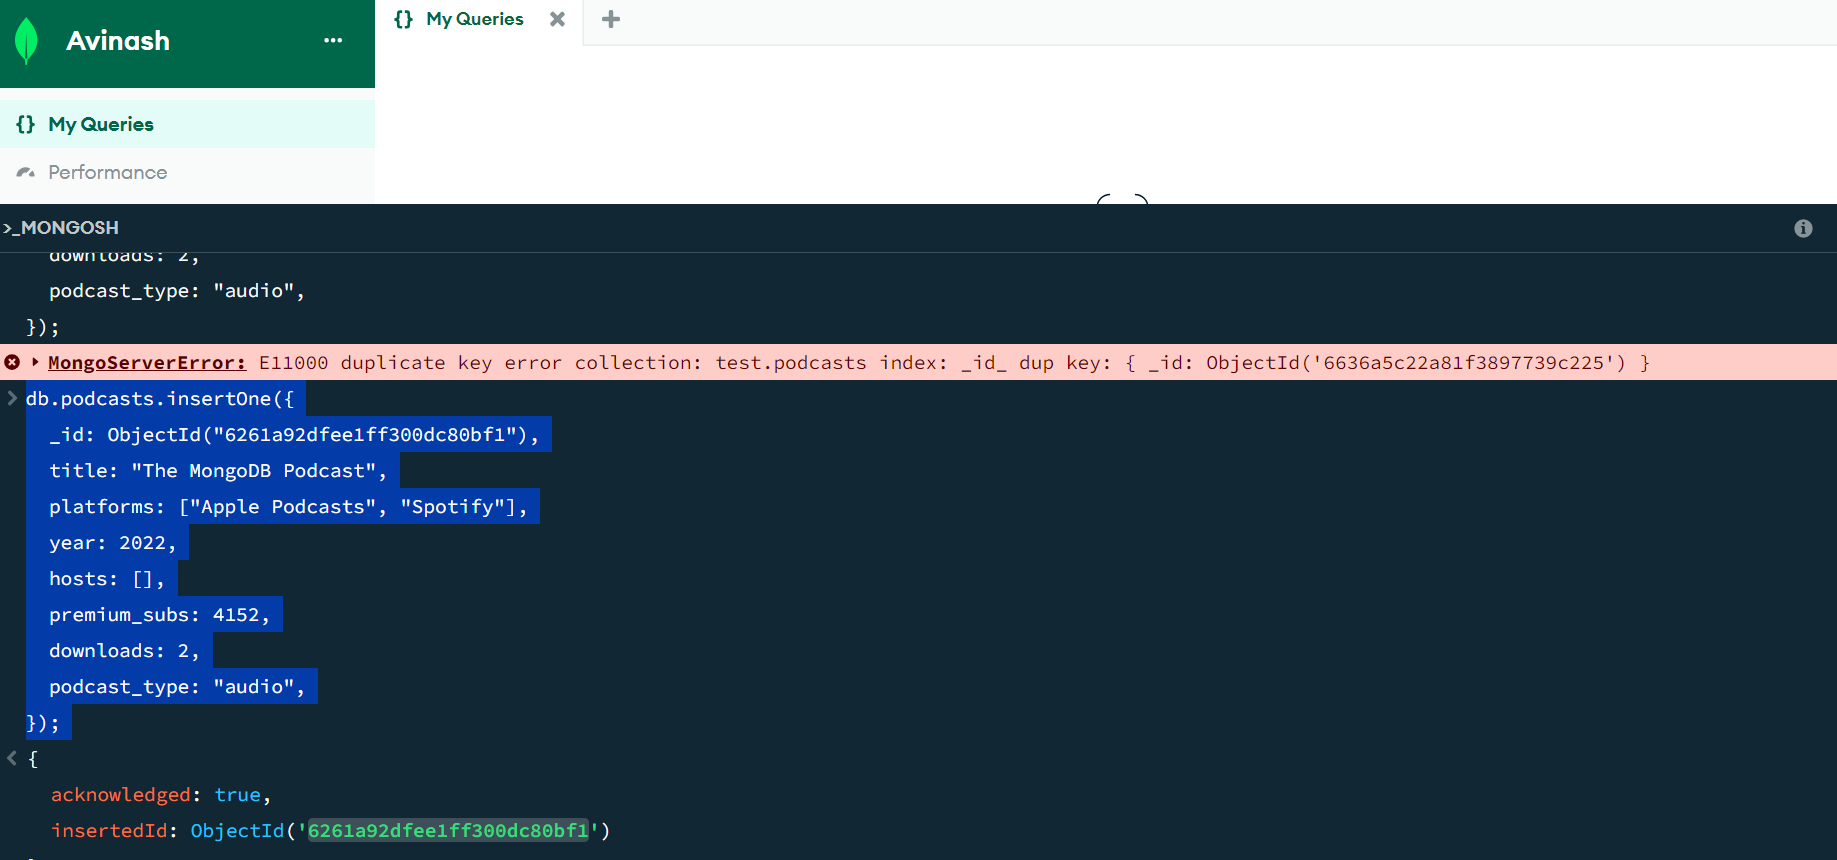 Avinash
...
{} My Queries
{} My Queries
Performance
>_MONGOSH
downloads: 2,
podcast_type: "audio",
});
MongoServerError: E11000 duplicate key error collection: test.podcasts index: _id_ dup key: { _id: ObjectId('6636a5c22a81f3897739c225') }
db.podcasts.insertOne({
_id: ObjectId("6261a92dfee1ff300dc80bf1"),
title: "The MongoDB Podcast",
platforms: ["Apple Podcasts", "Spotify"],
year: 2022,
hosts: [],
premium_subs: 4152,
downloads: 2,
podcast_type: "audio",
});
{
acknowledged: true,
insertedId: ObjectId('6261a92dfee1ff300dc80bf1')